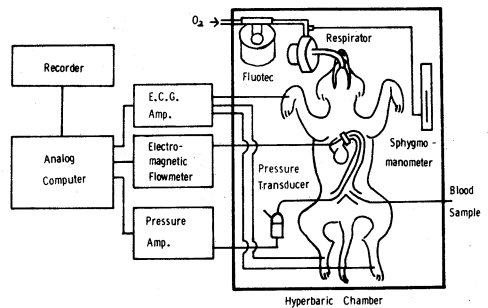 O₂
Respirator
Fluotec
Recorder
E.C.G.
Amp.
Sphygmo-
manometer
Analog
Computer
Electro-
magnetic
Flowmeter
Pressure
Transducer
Blood
Sample
Pressure
Amp.
Hyperbaric Chamber